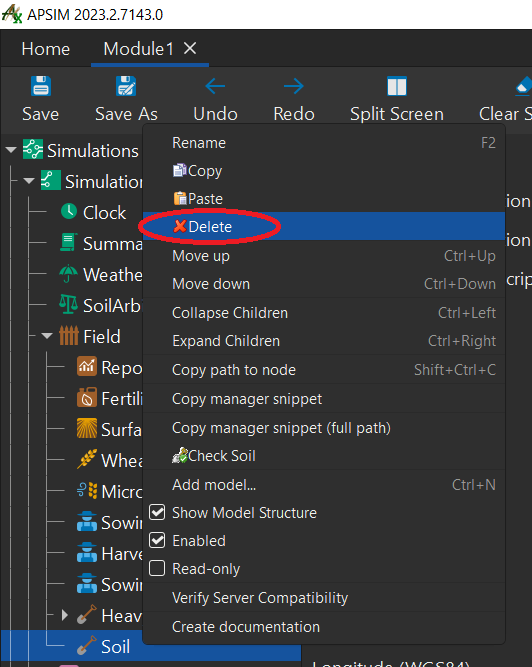 APSIM 2023.2.7143.0
Home Module1
Save Save As Undo Redo Split Screen Clear S
Simulations
Simulation
Clock
Summa
Weathe
SoilArb
Field
Repo
Fertili
Surfa
Whea
Micro
Sowin
Harve
Sowin
Heav
Soil
Rename F2
Copy
Paste
Delete
Move up Ctrl+Up
Move down Ctrl+Down
Collapse Children Ctrl+Left
Expand Children Ctrl+Right
Copy path to node Shift+Ctrl+C
Copy manager snippet
Copy manager snippet (full path)
Check Soil
Add model... Ctrl+N
Show Model Structure
Enabled
Read-only
Verify Server Compatibility
Create documentation
ion
ion
crip
Longitude (WGS84)